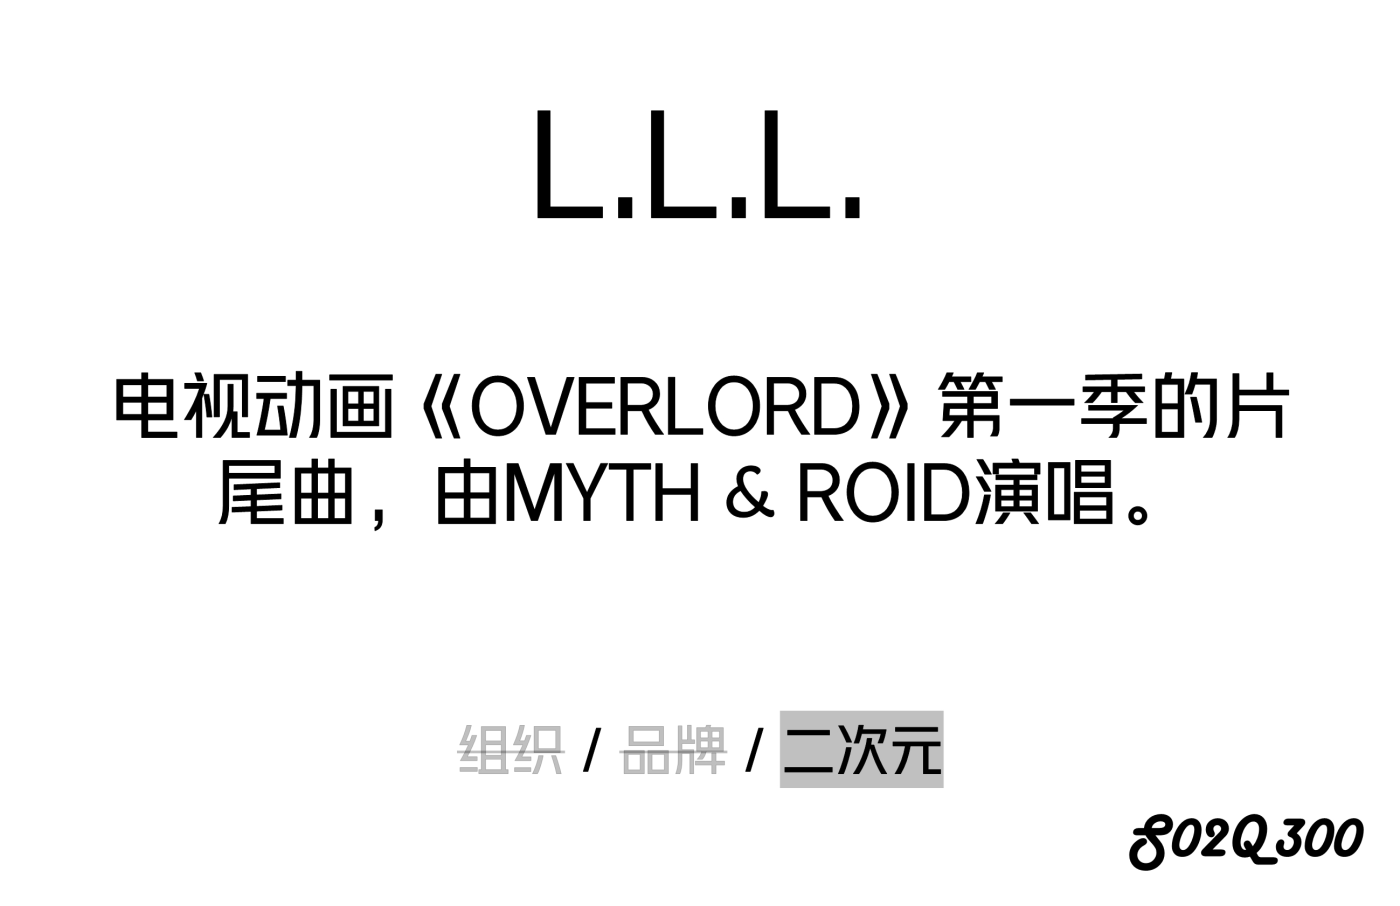 L.L.L.
电视动画《OVERLORD》第一季的片
尾曲，由MYTH & ROID演唱。
组织 / 品牌 / 二次元
S02Q300